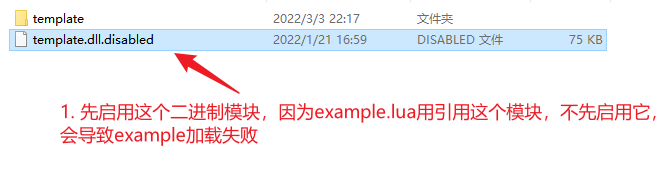 template 2022/3/3 22:17 文件夹
template.dll.disabled 2022/1/21 16:59 DISABLED 文件 75 KB
1. 先启用这个二进制模块，因为example.lua用引用这个模块，不先启用它，
会导致example加载失败